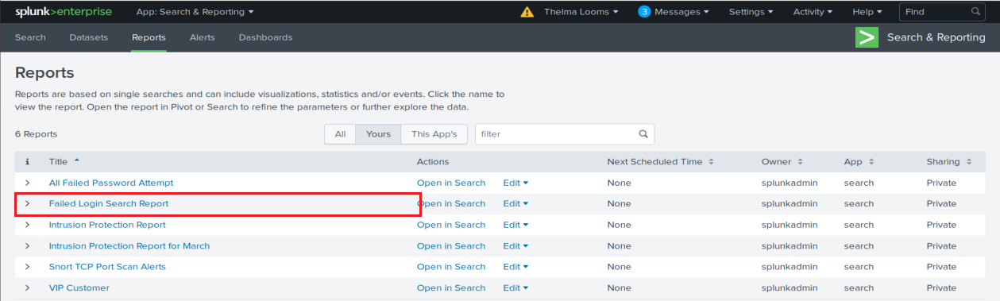 splunk>enterprise App: Search & Reporting Thelma Looms 3 Messages Settings Activity Help Find
Search Datasets Reports Alerts Dashboards Search & Reporting
Reports
Reports are based on single searches and can include visualizations, statistics and/or events. Click the name to
view the report. Open the report in Pivot or Search to refine the parameters or further explore the data.
6 Reports All Yours This App's filter
i Title Actions Next Scheduled Time Owner App Sharing
All Failed Password Attempt Open in Search Edit None splunkadmin search Private
Failed Login Search Report Open in Search Edit None splunkadmin search Private
Intrusion Protection Report Open in Search Edit None splunkadmin search Private
Intrusion Protection Report for March Open in Search Edit None splunkadmin search Private
Snort TCP Port Scan Alerts Open in Search Edit None splunkadmin search Private
VIP Customer Open in Search Edit None splunkadmin search Private